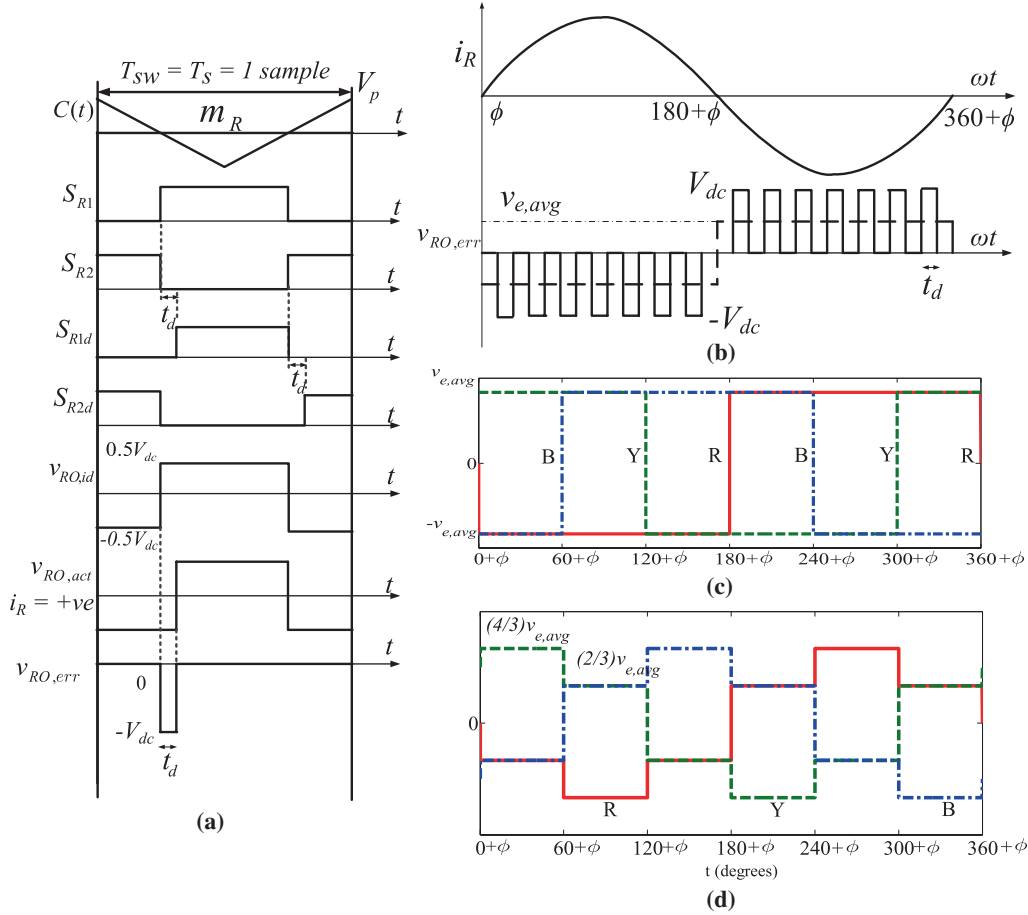 T_SW = T_S = 1 sample
V_p
C(t)
m_R
t
S_R1
t
S_R2
t
t_d
S_R1d
t
t_d
S_R2d
t
0.5V_dc
v_RO,id
t
-0.5V_dc
v_RO,act
t
i_R = +ve
t
v_RO,err
0
-V_dc
t_d
(a)
i_R
ωt
ϕ
180+ϕ
360+ϕ
V_dc
v_e,avg
v_RO,err
ωt
t_d
-V_dc
(b)
v_e,avg
B
Y
R
B
Y
R
0
-v_e,avg
0+ϕ
60+ϕ
120+ϕ
180+ϕ
240+ϕ
300+ϕ
360+ϕ
(c)
(4/3)v_e,avg
(2/3)v_e,avg
0
R
Y
B
0+ϕ
60+ϕ
120+ϕ
180+ϕ
240+ϕ
300+ϕ
360+ϕ
t (degrees)
(d)